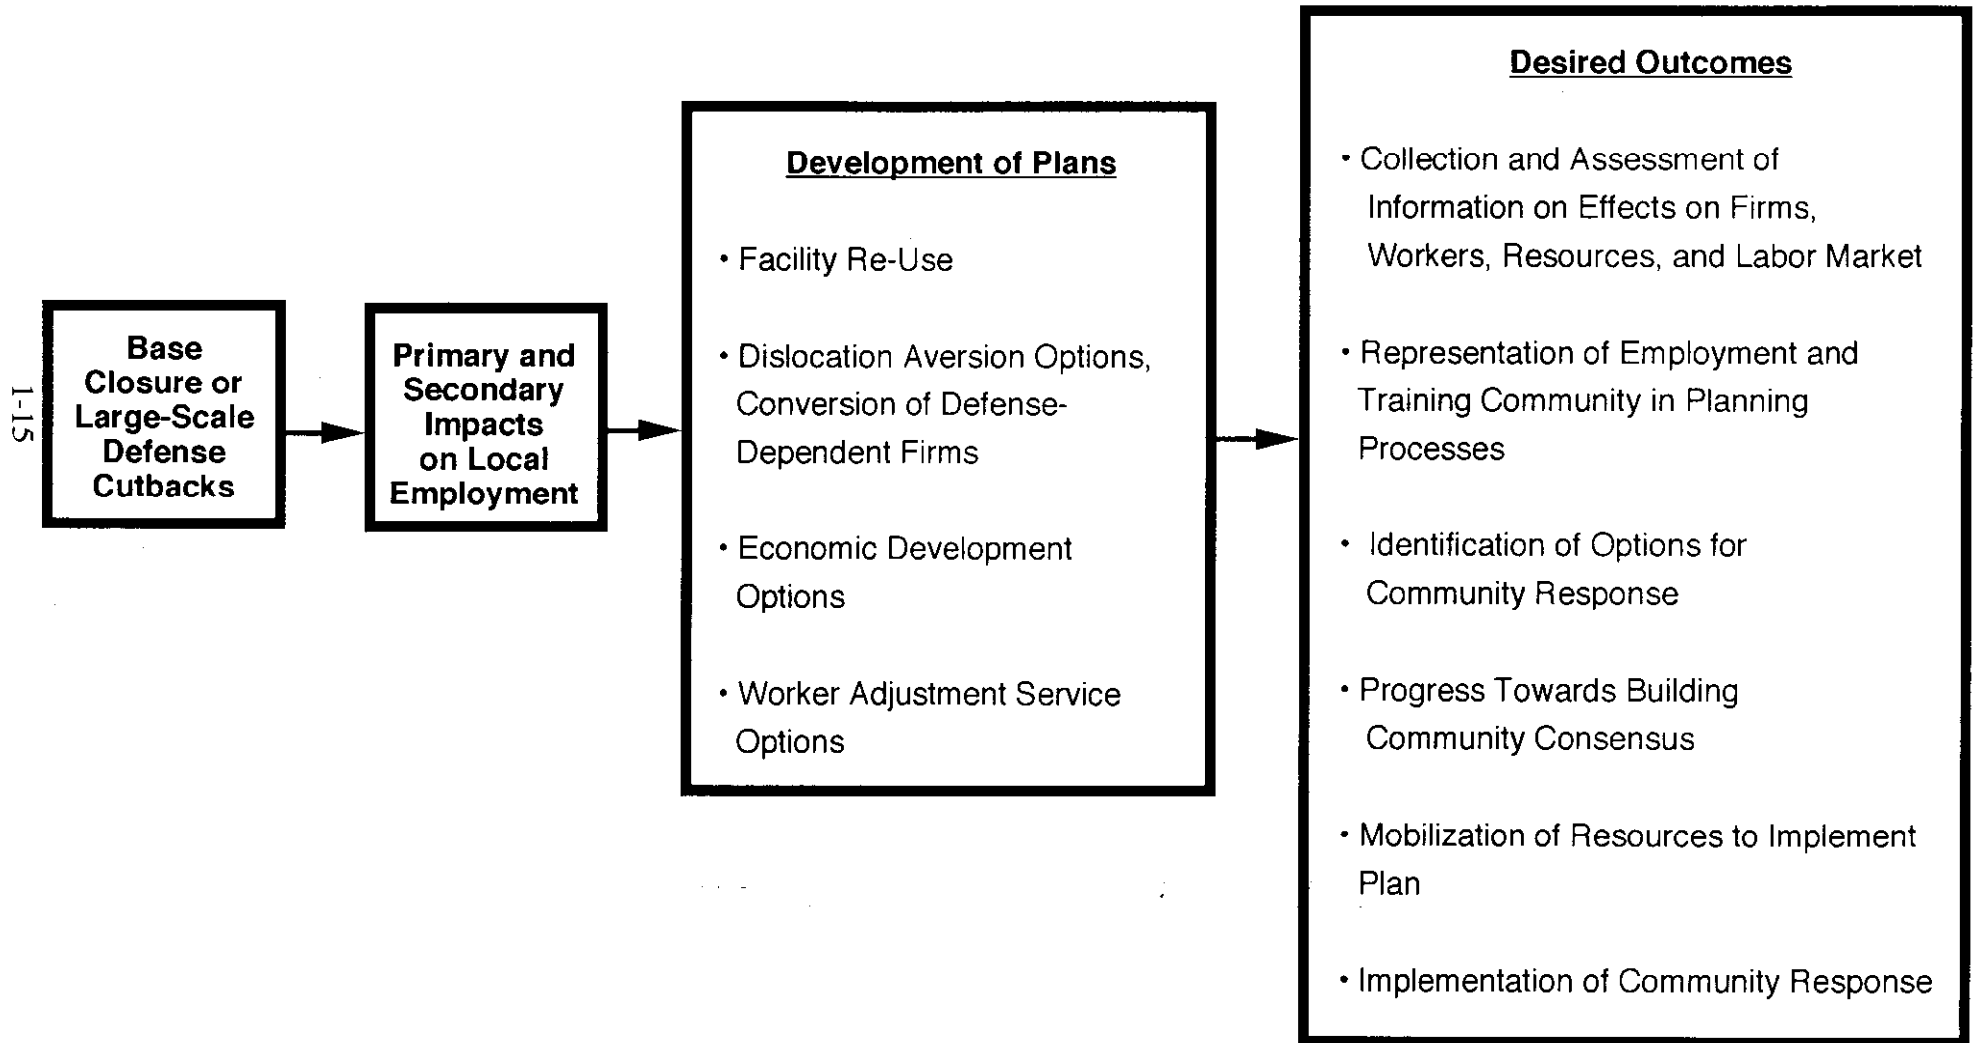 1-15
Base
Closure or
Large-Scale
Defense
Cutbacks
Primary and
Secondary
Impacts
on Local
Employment
Development of Plans
• Facility Re-Use
• Dislocation Aversion Options,
Conversion of Defense-
Dependent Firms
• Economic Development
Options
• Worker Adjustment Service
Options
Desired Outcomes
• Collection and Assessment of
Information on Effects on Firms,
Workers, Resources, and Labor Market
• Representation of Employment and
Training Community in Planning
Processes
• Identification of Options for
Community Response
• Progress Towards Building
Community Consensus
• Mobilization of Resources to Implement
Plan
• Implementation of Community Response